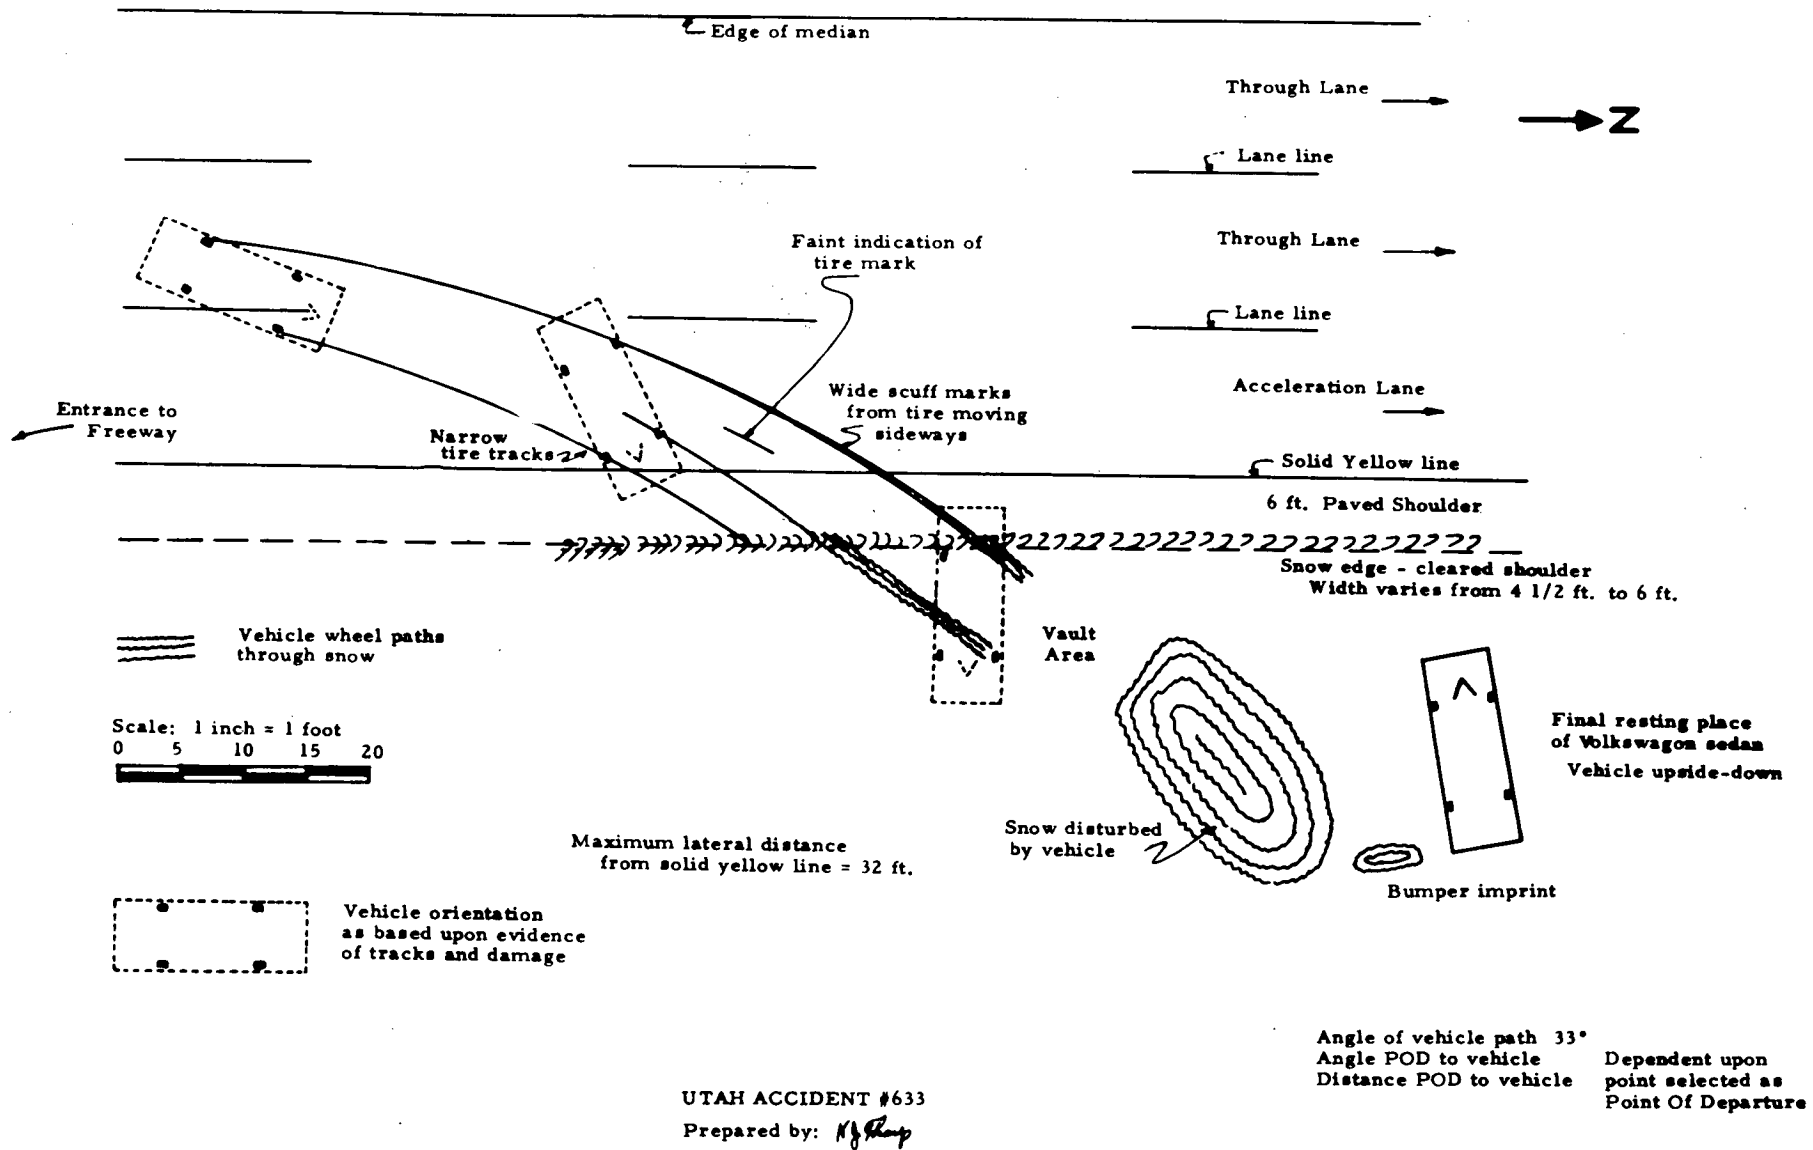 Edge of median
Through Lane
N
Lane line
Faint indication of
tire mark
Through Lane
Lane line
Wide scuff marks
from tire moving
sideways
Acceleration Lane
Entrance to
Freeway
Narrow
tire tracks
Solid Yellow line
6 ft. Paved Shoulder
Snow edge - cleared shoulder
Width varies from 4 1/2 ft. to 6 ft.
Vehicle wheel paths
through snow
Vault
Area
Scale: 1 inch = 1 foot
0 5 10 15 20
Final resting place
of Volkswagon sedan
Vehicle upside-down
Snow disturbed
by vehicle
Maximum lateral distance
from solid yellow line = 32 ft.
Bumper imprint
Vehicle orientation
as based upon evidence
of tracks and damage
Angle of vehicle path 33°
Angle POD to vehicle
Distance POD to vehicle
Dependent upon
point selected as
Point Of Departure
UTAH ACCIDENT #633
Prepared by: